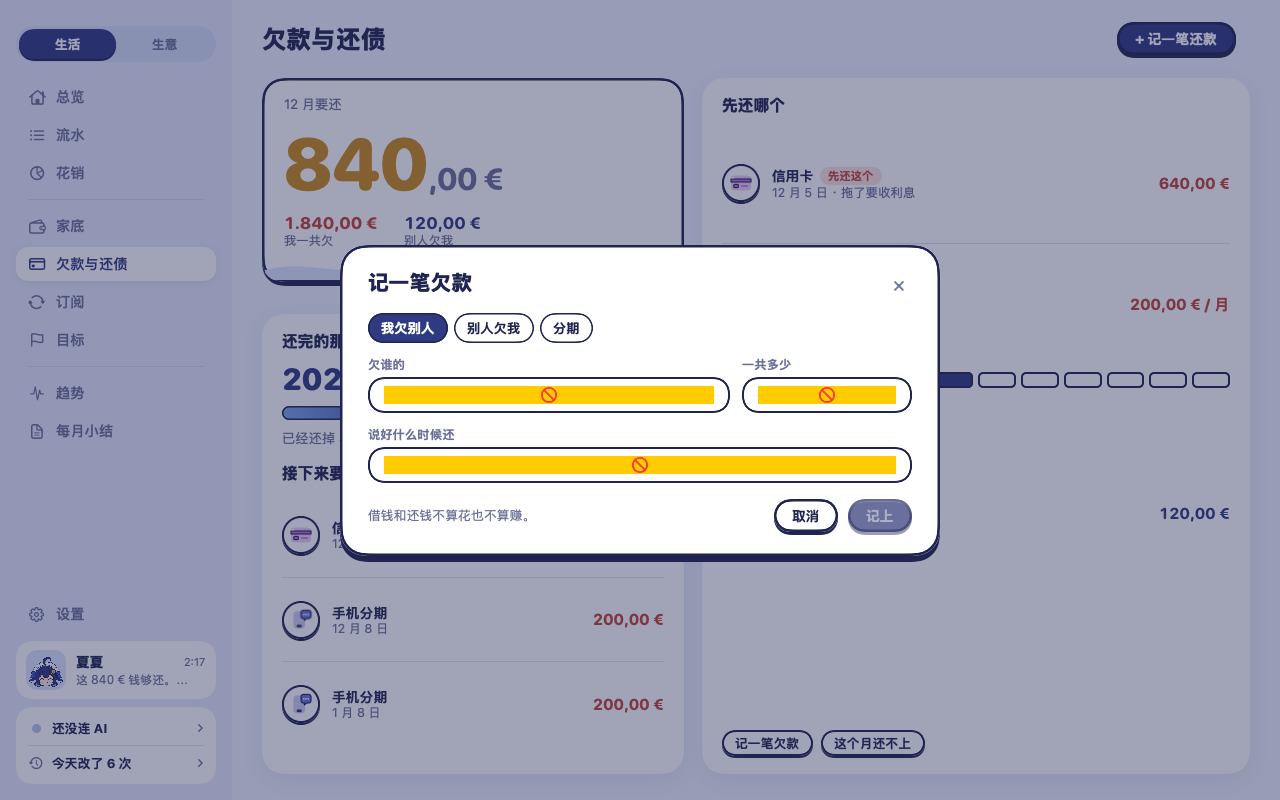 生活
生意
总览
流水
花销
家底
欠款与还债
订阅
目标
趋势
每月小结
设置
夏夏
2:17
这 840 € 钱够还。…
还没连 AI
今天改了 6 次
欠款与还债
+ 记一笔还款
12 月要还
840,00 €
1.840,00 €
120,00 €
我一共欠
别人欠我
还完的那
202
已经还掉
接下来要
手机分期
12 月 8 日
200,00 €
手机分期
1 月 8 日
200,00 €
先还哪个
信用卡
先还这个
12 月 5 日 · 拖了要收利息
640,00 €
200,00 € / 月
120,00 €
记一笔欠款
这个月还不上
记一笔欠款
我欠别人
别人欠我
分期
欠谁的
一共多少
说好什么时候还
借钱和还钱不算花也不算赚。
取消
记上